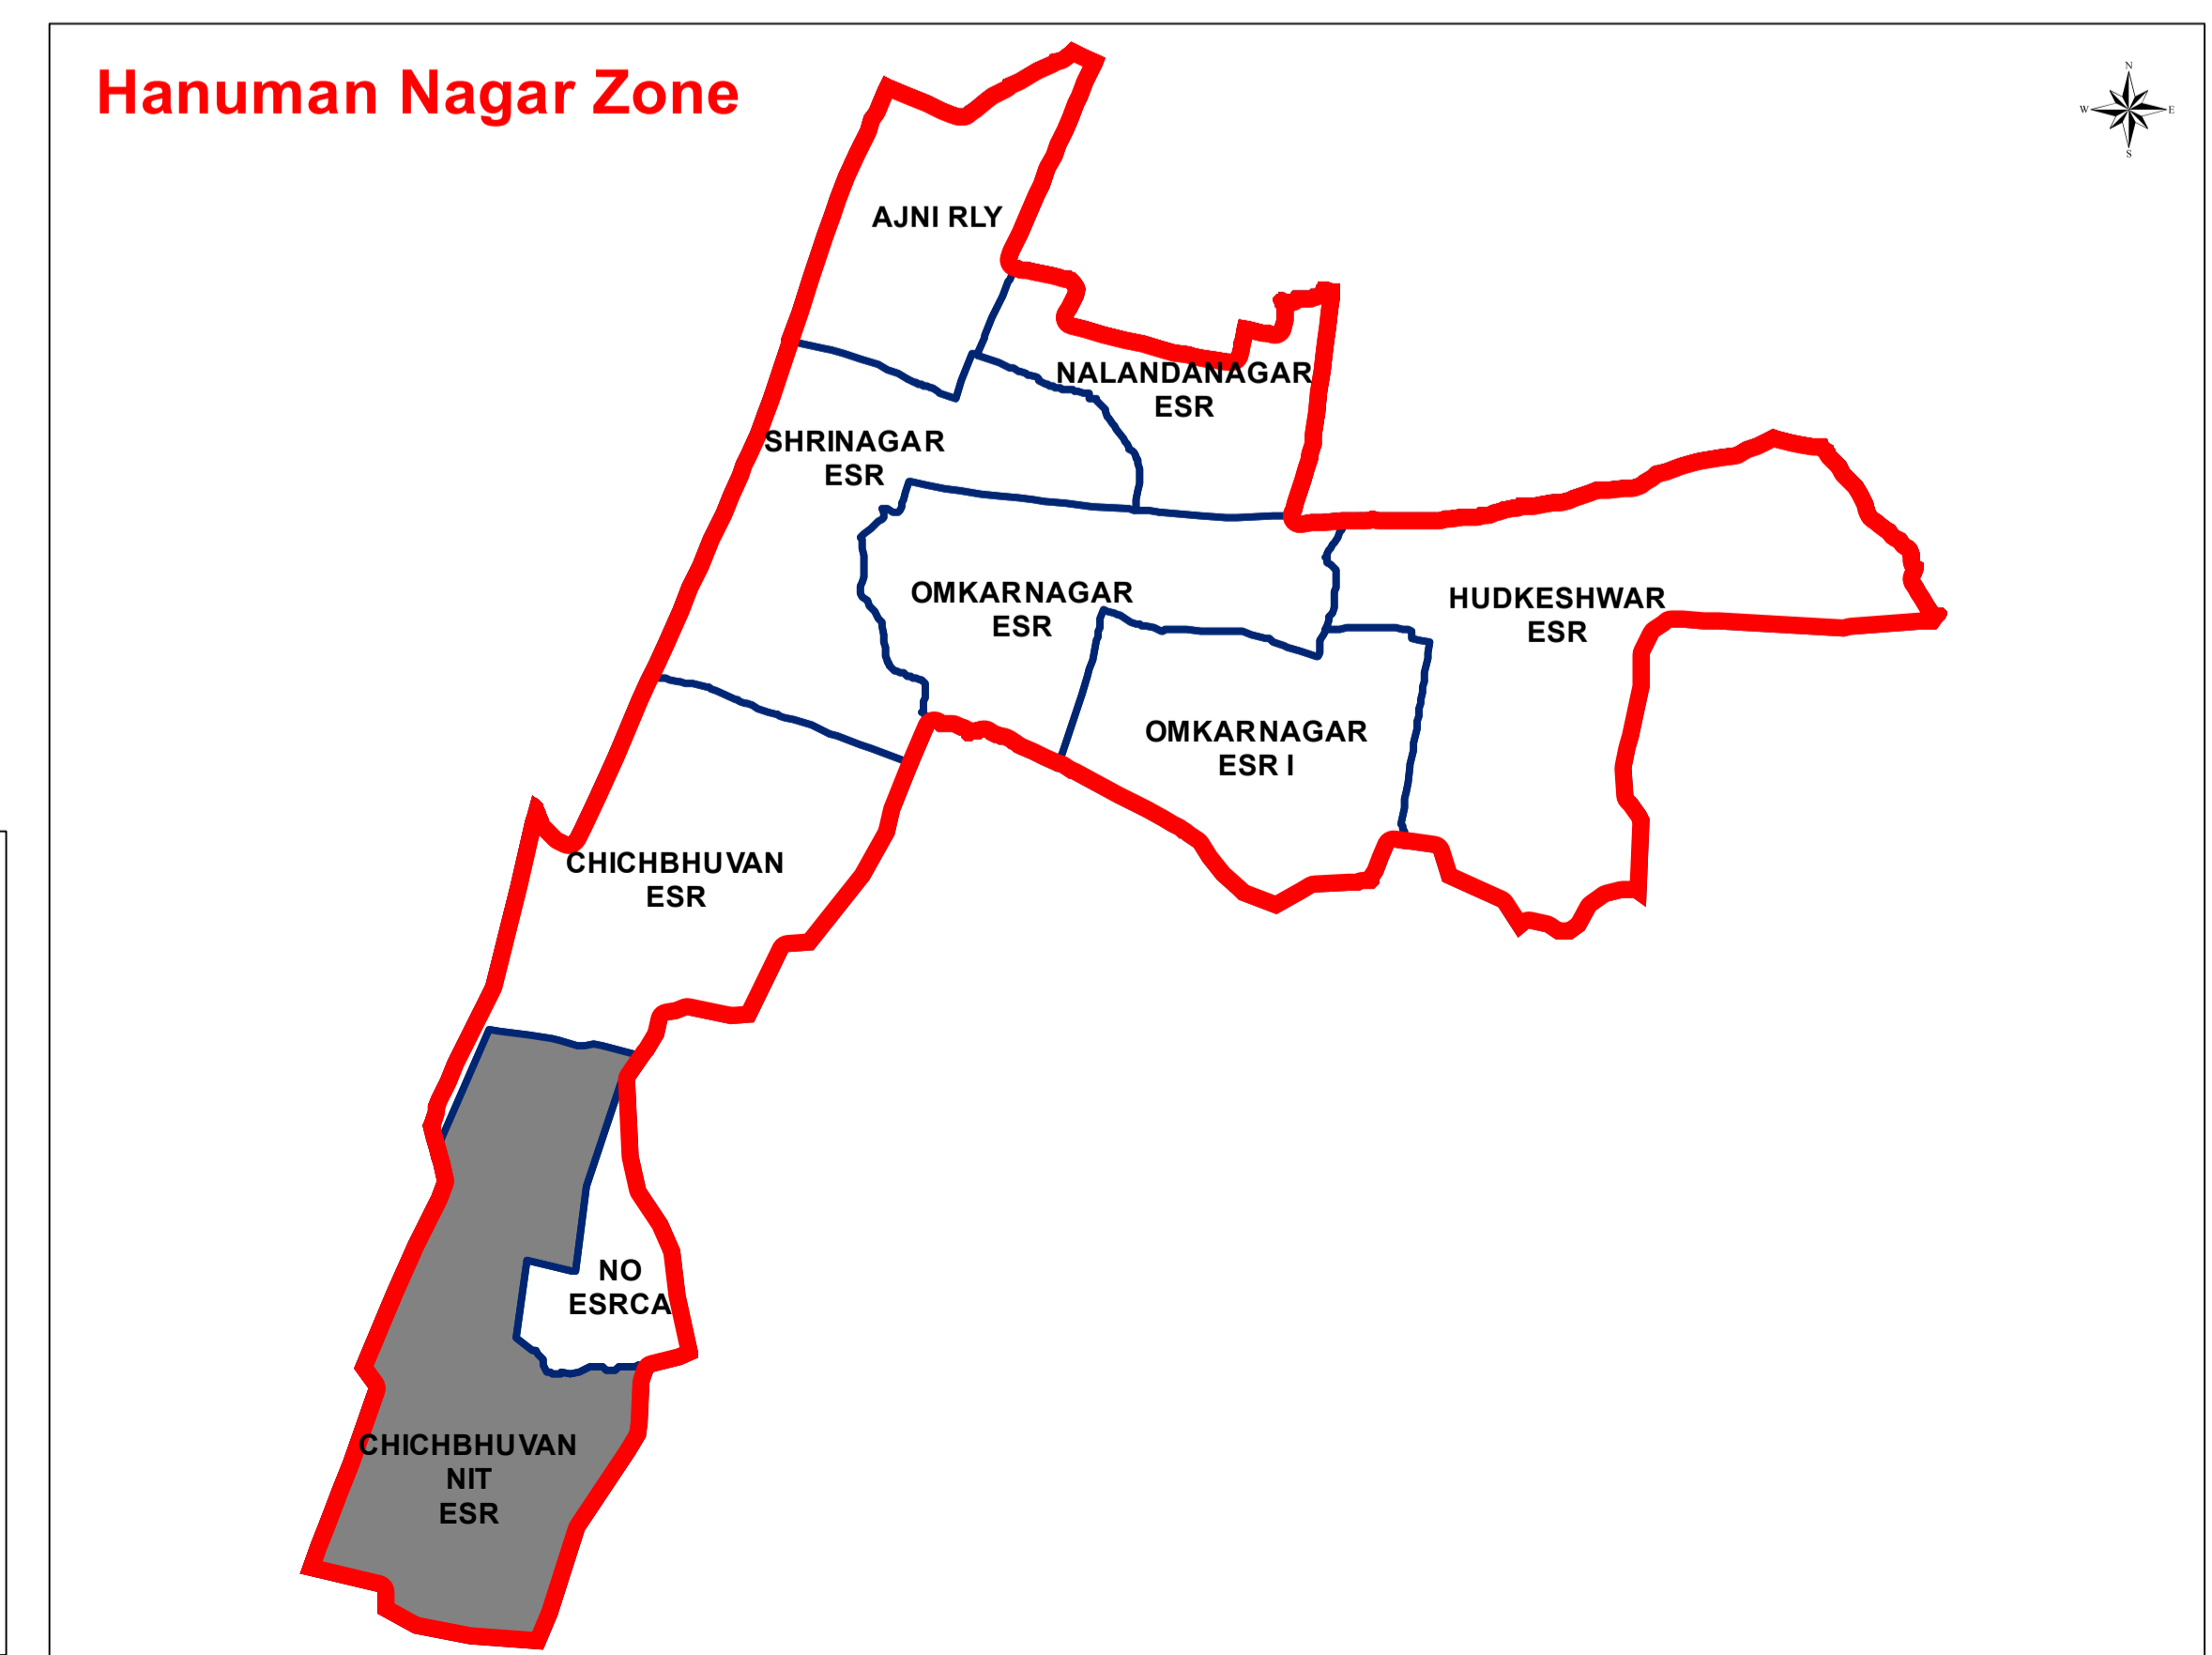 Hanuman Nagar Zone
N
W E
S
AJNI RLY
NALANDANAGAR
ESR
SHRINAGAR
ESR
OMKARNAGAR
ESR
HUDKESHWAR
ESR
OMKARNAGAR
ESR I
CHICHBHUVAN
ESR
NO
ESRCA
CHICHBHUVAN
NIT
ESR